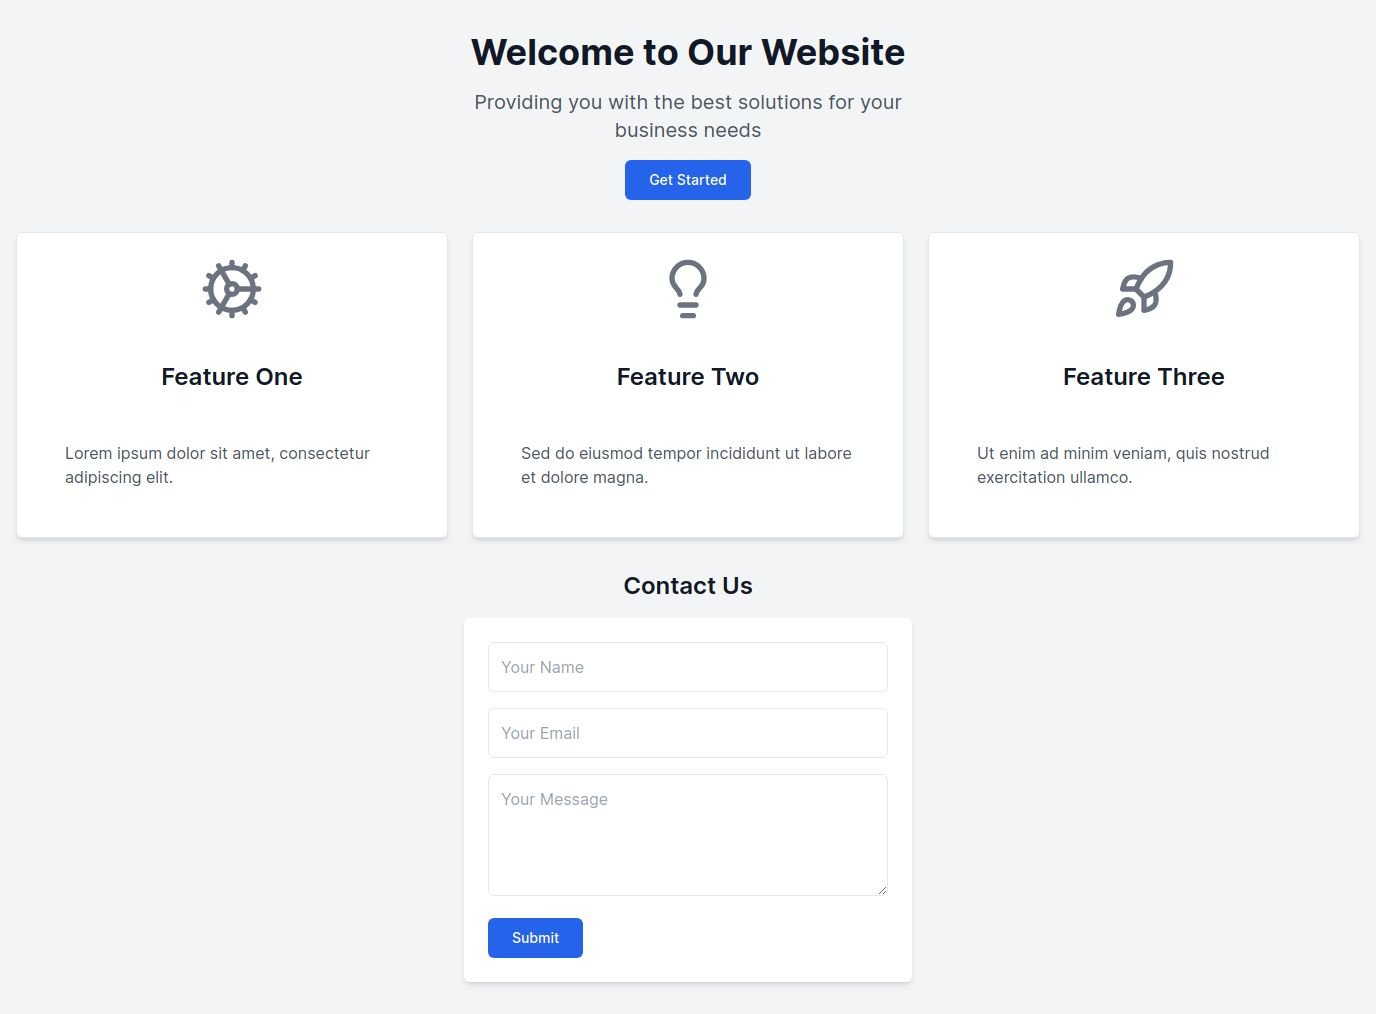 Welcome to Our Website
Providing you with the best solutions for your
business needs
Get Started
Feature One
Lorem ipsum dolor sit amet, consectetur
adipiscing elit.
Feature Two
Sed do eiusmod tempor incididunt ut labore
et dolore magna.
Feature Three
Ut enim ad minim veniam, quis nostrud
exercitation ullamco.
Contact Us
Your Name
Your Email
Your Message
Submit